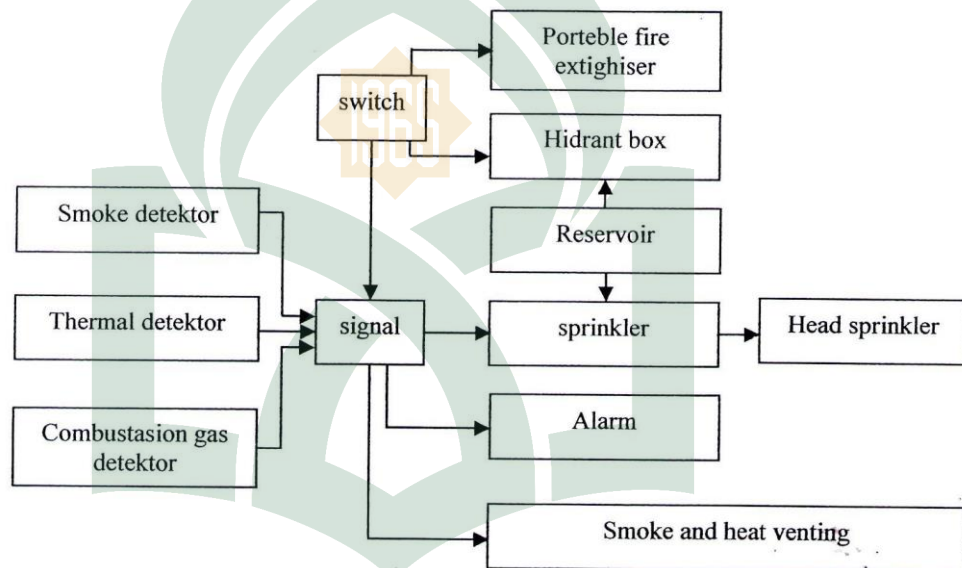 Porteble fire
extighiser
switch
1965
Hidrant box
Smoke detektor
Reservoir
Thermal detektor
signal
sprinkler
Head sprinkler
Combustasion gas
detektor
Alarm
Smoke and heat venting